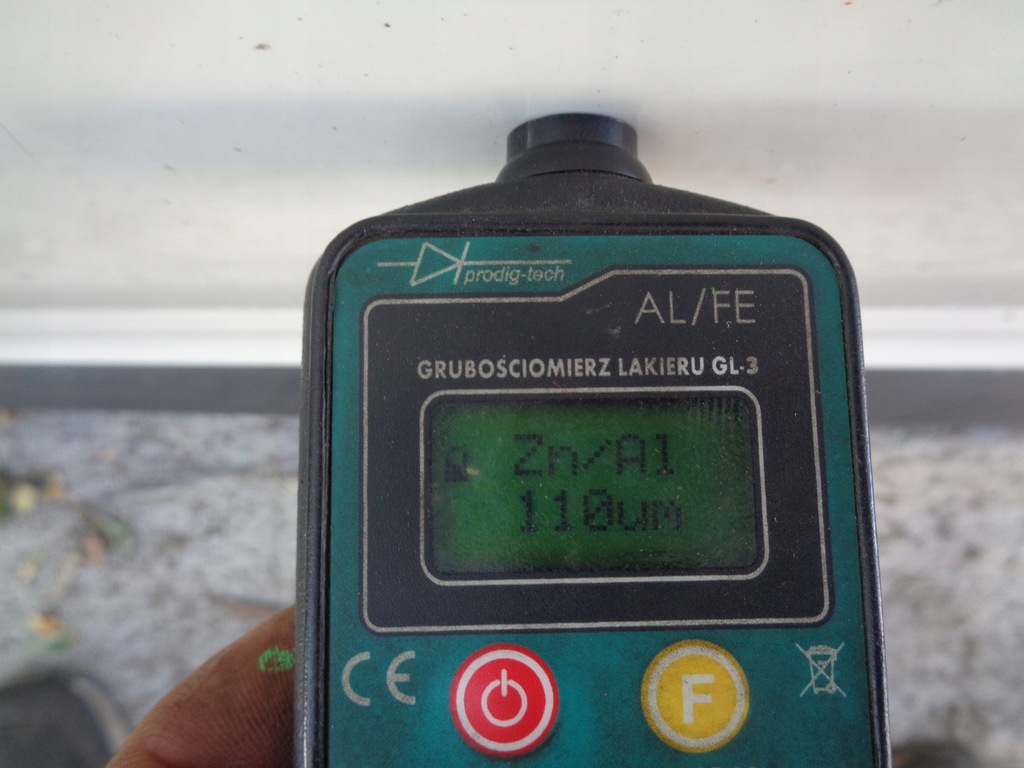 prodig-tech
AL/FE
GRUBOŚCIOMIERZ LAKIERU GL-3
Zn/Al
110um
CE
F